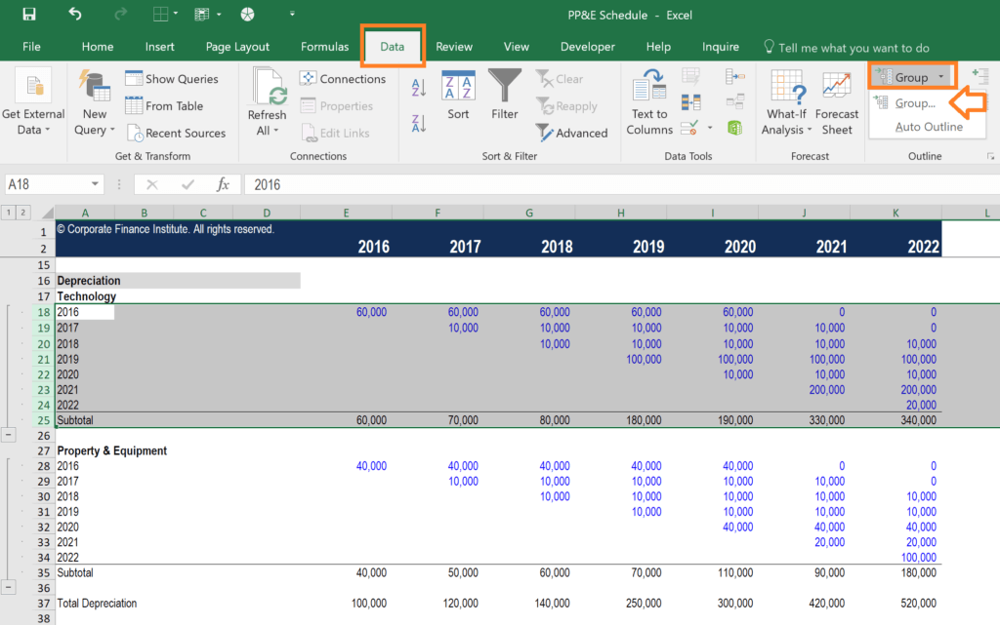 PP&E Schedule - Excel
File Home Insert Page Layout Formulas Data Review View Developer Help Inquire Tell me what you want to do
Get External Data
New Query
Show Queries
From Table
Recent Sources
Get & Transform
Refresh All
Connections
Properties
Edit Links
Connections
Sort
Filter
Clear
Reapply
Advanced
Sort & Filter
Text to Columns
Data Tools
What-If Analysis
Forecast Sheet
Forecast
Group
Group...
Auto Outline
Outline
A18 fx 2016
1 2 A B C D E F G H I J K L
1 © Corporate Finance Institute. All rights reserved.
2 2016 2017 2018 2019 2020 2021 2022
15
16 Depreciation
17 Technology
18 2016 60,000 60,000 60,000 60,000 60,000 0 0
19 2017 10,000 10,000 10,000 10,000 10,000 0
20 2018 10,000 10,000 10,000 10,000 10,000
21 2019 100,000 100,000 100,000 100,000
22 2020 10,000 10,000 10,000
23 2021 200,000 200,000
24 2022 20,000
25 Subtotal 60,000 70,000 80,000 180,000 190,000 330,000 340,000
26
27 Property & Equipment
28 2016 40,000 40,000 40,000 40,000 40,000 0 0
29 2017 10,000 10,000 10,000 10,000 10,000 0
30 2018 10,000 10,000 10,000 10,000 10,000
31 2019 10,000 10,000 10,000 10,000
32 2020 40,000 40,000 40,000
33 2021 20,000 20,000
34 2022 100,000
35 Subtotal 40,000 50,000 60,000 70,000 110,000 90,000 180,000
36
37 Total Depreciation 100,000 120,000 140,000 250,000 300,000 420,000 520,000
38